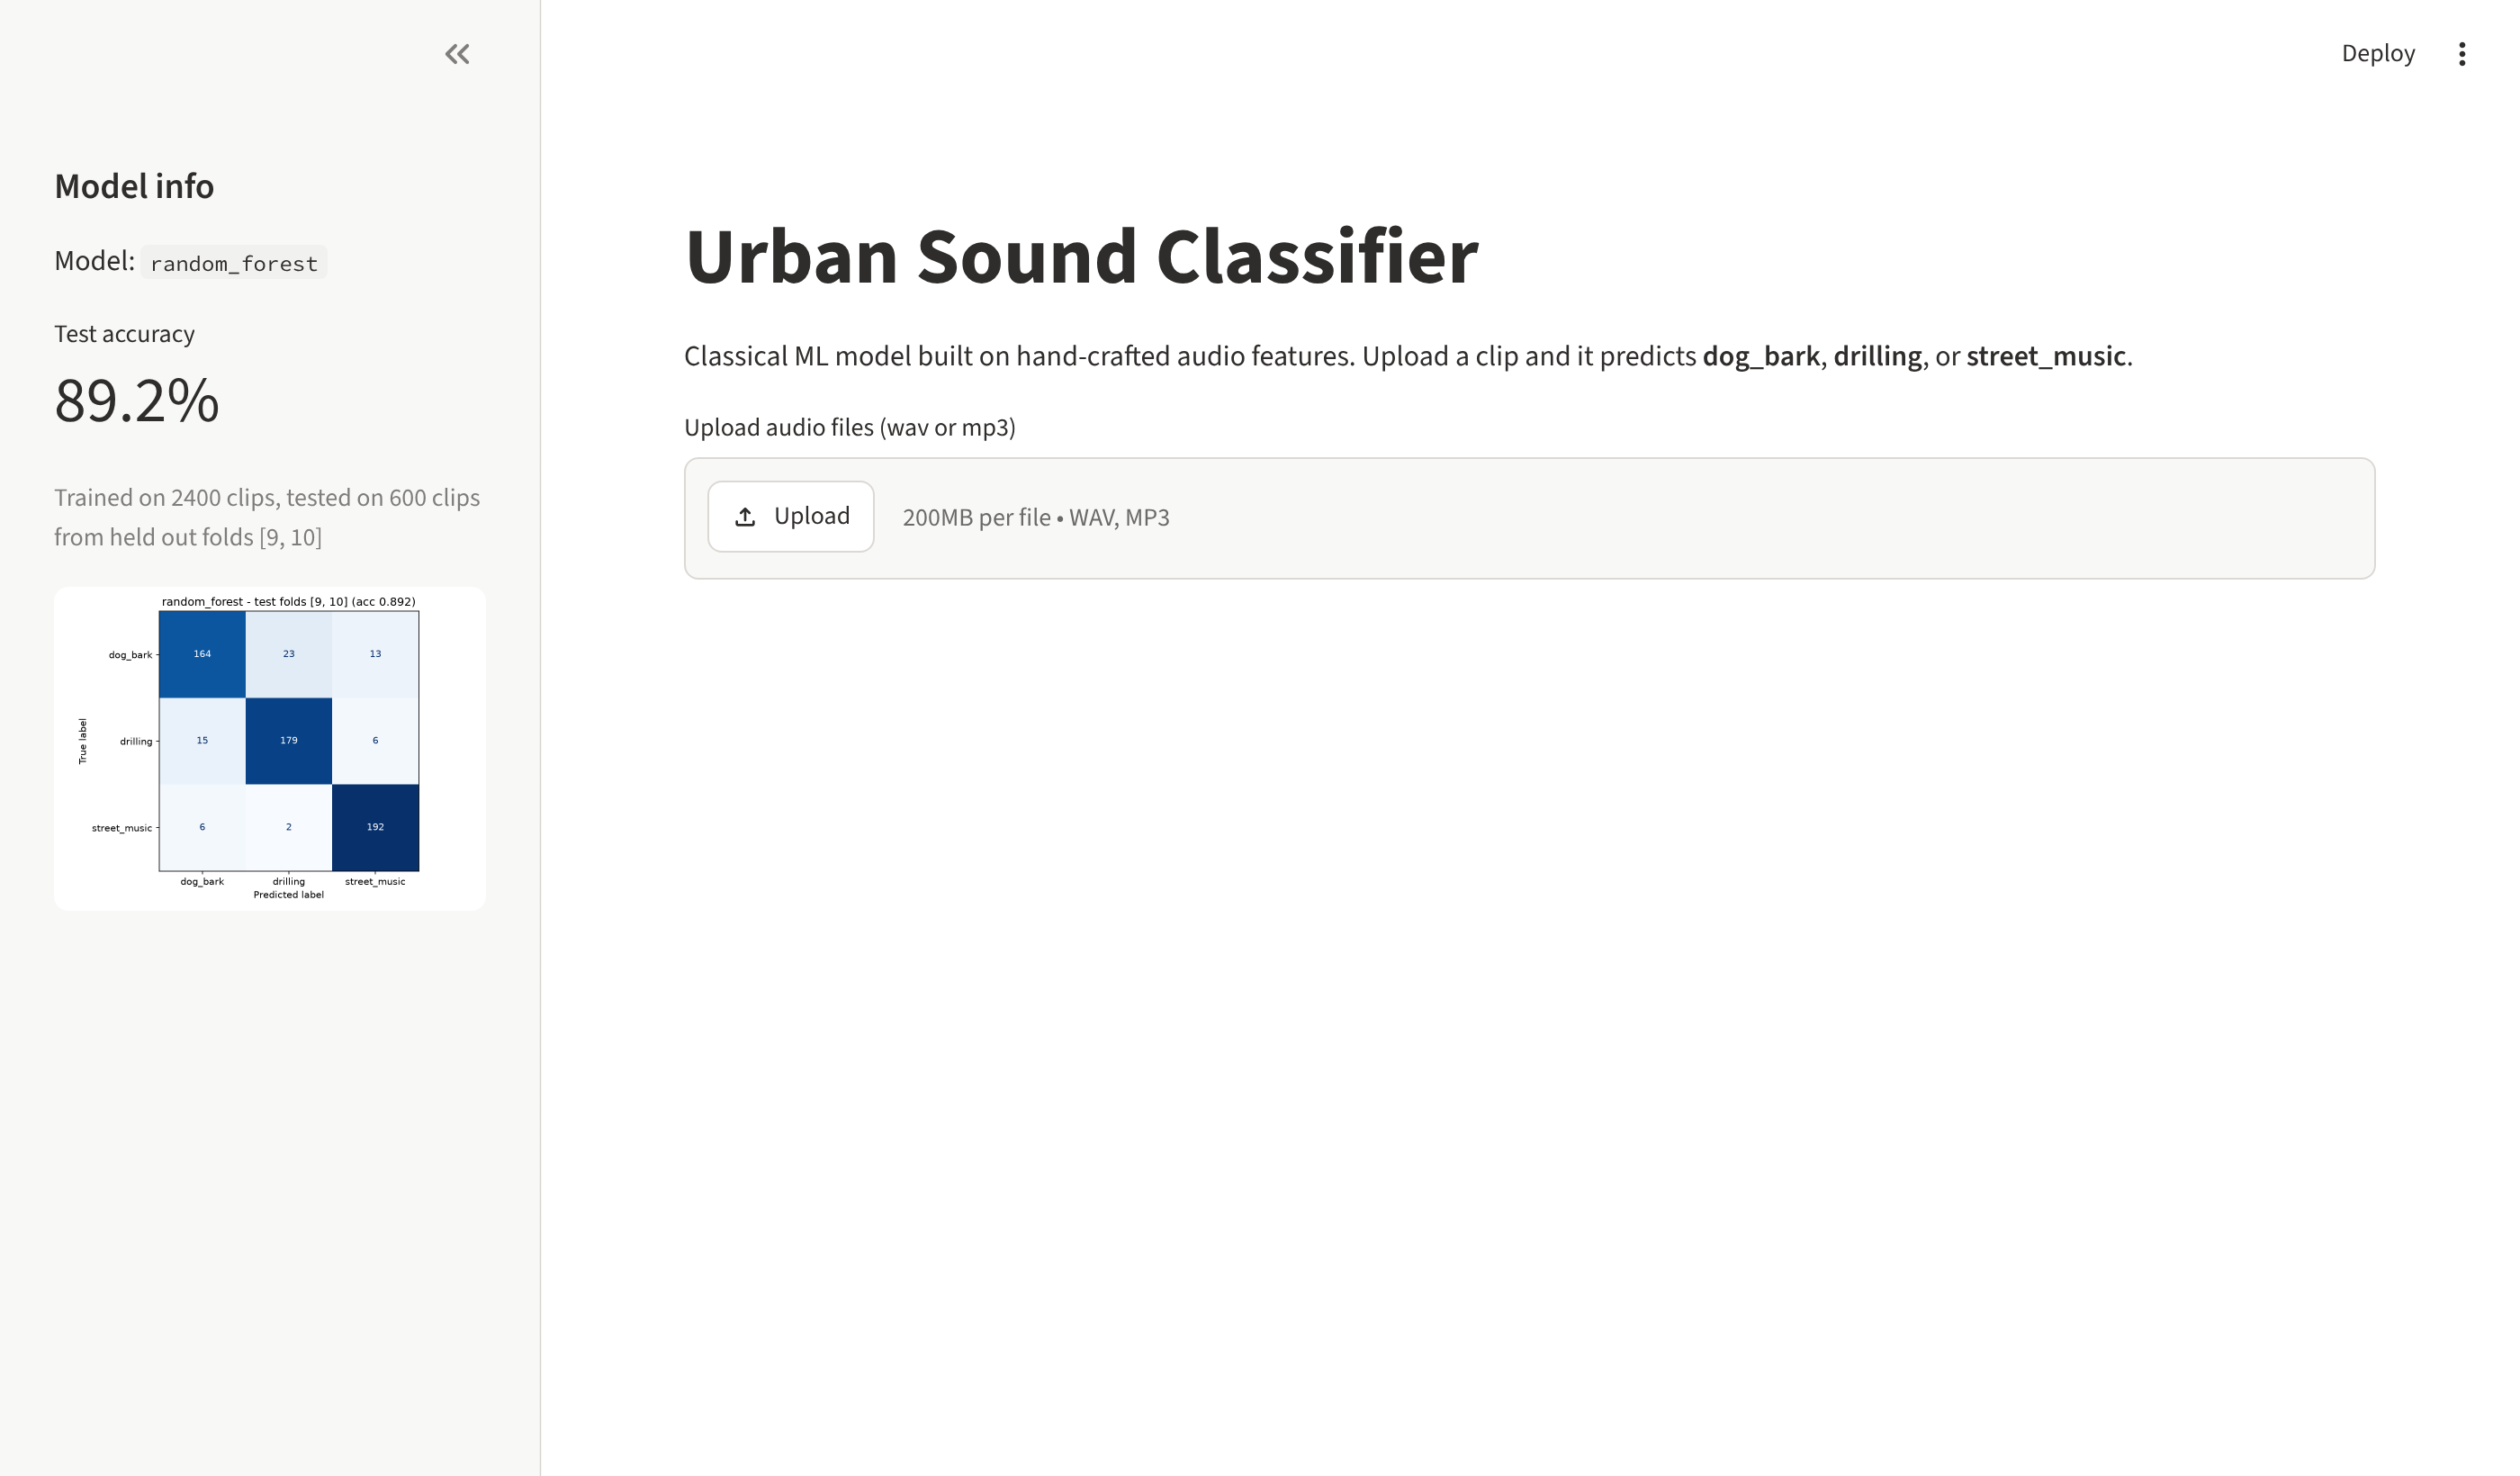 Deploy
Model info
Model: random_forest
Test accuracy
89.2%
Trained on 2400 clips, tested on 600 clips
from held out folds [9, 10]
random_forest - test folds [9, 10] (acc 0.892)
True label
dog_bark 164 23 13
drilling 15 179 6
street_music 6 2 192
dog_bark drilling street_music
Predicted label
Urban Sound Classifier
Classical ML model built on hand-crafted audio features. Upload a clip and it predicts dog_bark, drilling, or street_music.
Upload audio files (wav or mp3)
Upload 200MB per file • WAV, MP3